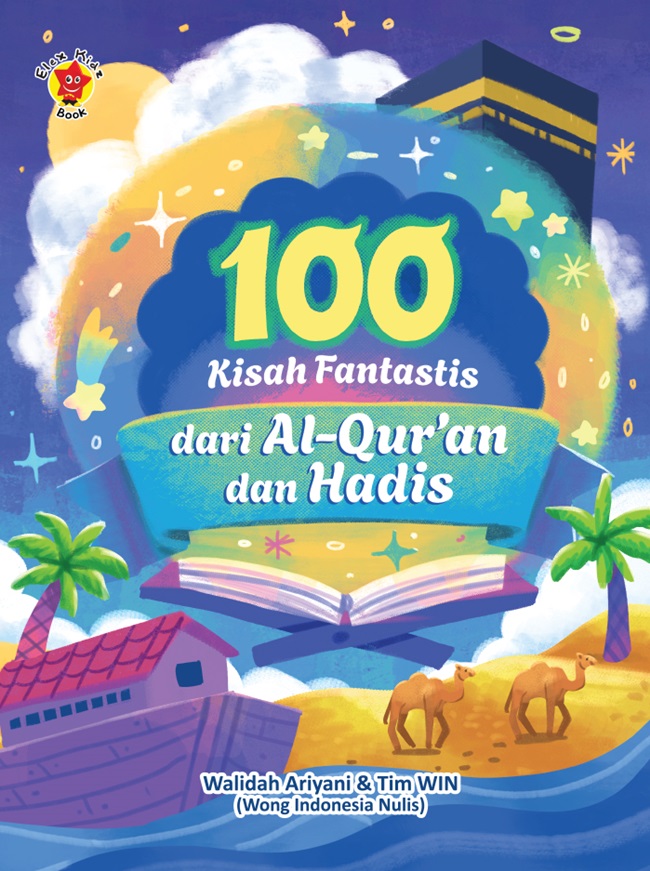 Elex Kidz
Book
100
Kisah Fantastis
dari Al-Qur'an
dan Hadis
Walidah Ariyani & Tim WIN
(Wong Indonesia Nulis)